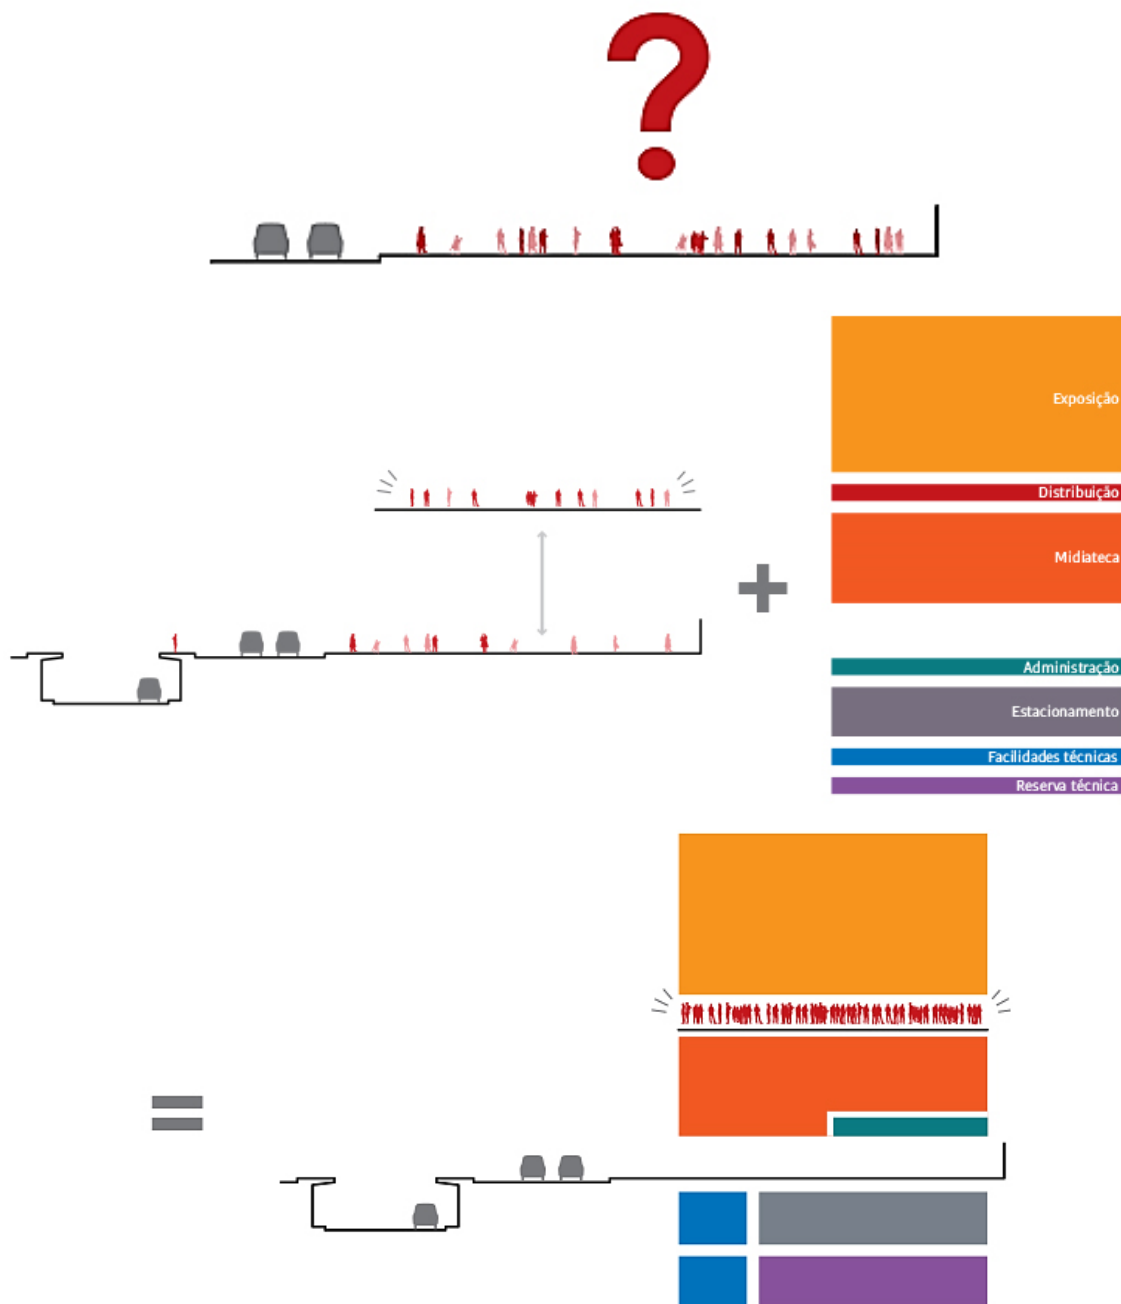 ?
Exposição
Distribuição
Midiateca
+
Administração
Estacionamento
Facilidades técnicas
Reserva técnica
=